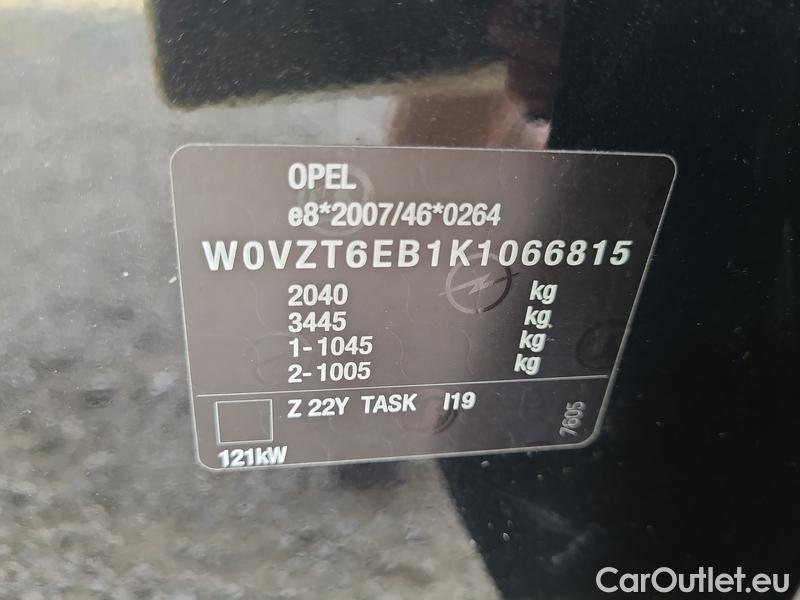 OPEL
e8*2007/46*0264
W0VZT6EB1K1066815
2040 kg
3445 kg
1-1045 kg
2-1005 kg
Z 22Y TASK I19
7605
121kW
CarOutlet.eu